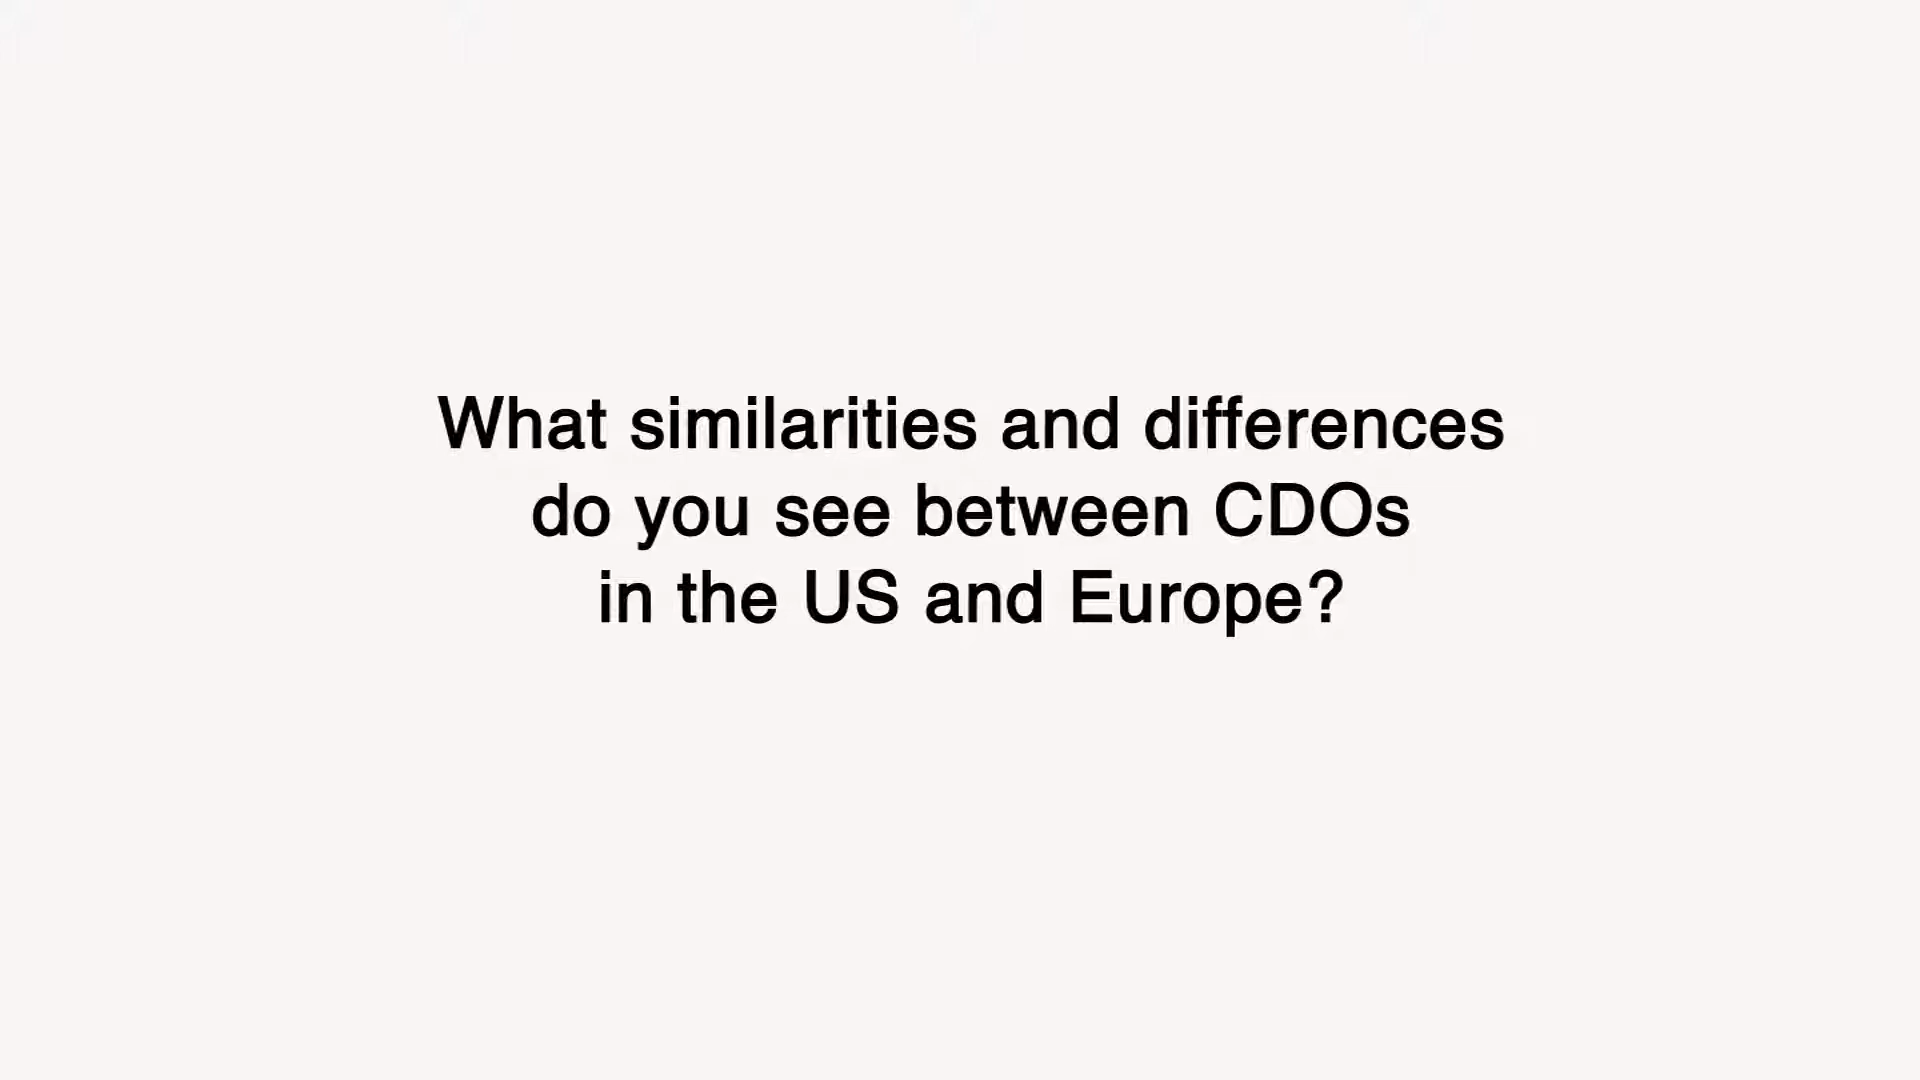 What similarities and differences
do you see between CDOs
in the US and Europe?